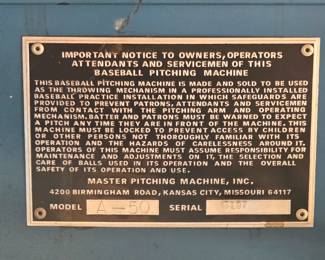 IMPORTANT NOTICE TO OWNERS, OPERATORS
ATTENDANTS AND SERVICEMEN OF THIS
BASEBALL PITCHING MACHINE
THIS BASEBALL PITCHING MACHINE IS MADE AND SOLD TO BE USED
AS THE THROWING MECHANISM IN A PROFESSIONALLY INSTALLED
BASEBALL PRACTICE INSTALLATION IN WHICH SAFEGUARDS ARE
PROVIDED TO PREVENT PATRONS, ATTENDANTS AND SERVICEMEN
FROM CONTACT WITH THE PITCHING ARM AND OPERATING
MECHANISM. BATTER AND PATRONS MUST BE WARNED TO EXPECT
A PITCH ANY TIME THEY ARE IN FRONT OF THE MACHINE. THIS
MACHINE MUST BE LOCKED TO PREVENT ACCESS BY CHILDREN
OR OTHER PERSONS NOT THOROUGHLY FAMILIAR WITH ITS
OPERATION AND THE HAZARDS OF CARELESSNESS AROUND IT.
OPERATORS OF THIS MACHINE MUST ASSUME RESPONSIBILITY FOR
MAINTENANCE AND ADJUSTMENTS ON IT, THE SELECTION AND
CARE OF BALLS USED IN ITS OPERATION AND THE OVERALL
SAFETY OF ITS OPERATION AND USE.
MASTER PITCHING MACHINE, INC.
4200 BIRMINGHAM ROAD, KANSAS CITY, MISSOURI 64117
MODEL A-50 SERIAL